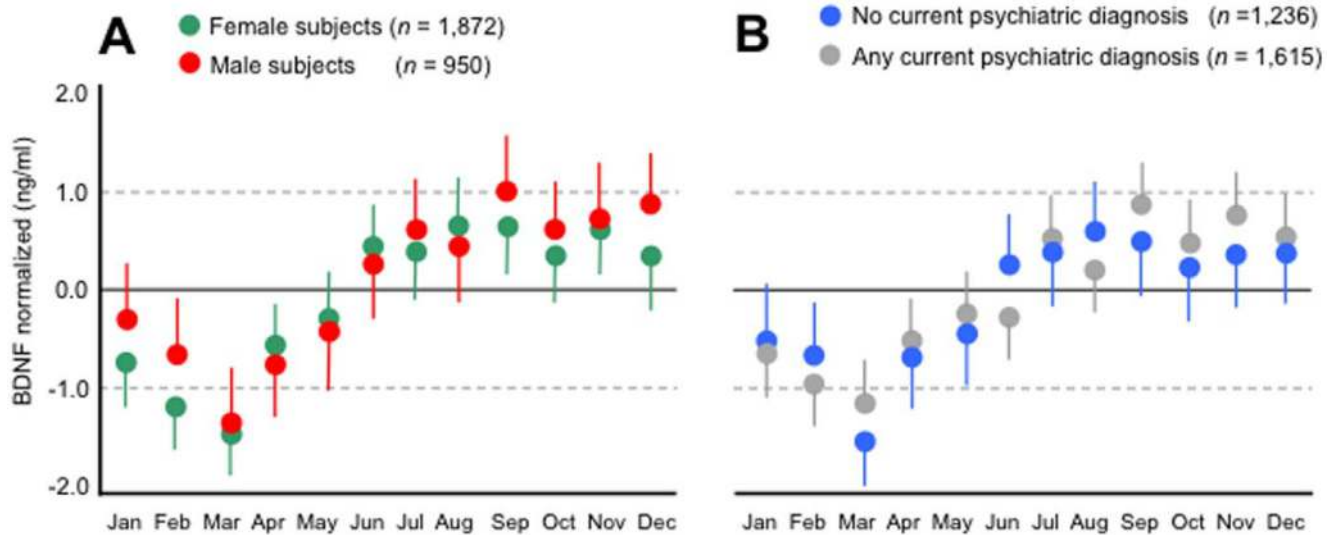 A
Female subjects (n = 1,872)
Male subjects (n = 950)
B
No current psychiatric diagnosis (n =1,236)
Any current psychiatric diagnosis (n = 1,615)
BDNF normalized (ng/ml)
2.0
1.0
0.0
-1.0
-2.0
Jan Feb Mar Apr May Jun Jul Aug Sep Oct Nov Dec
Jan Feb Mar Apr May Jun Jul Aug Sep Oct Nov Dec